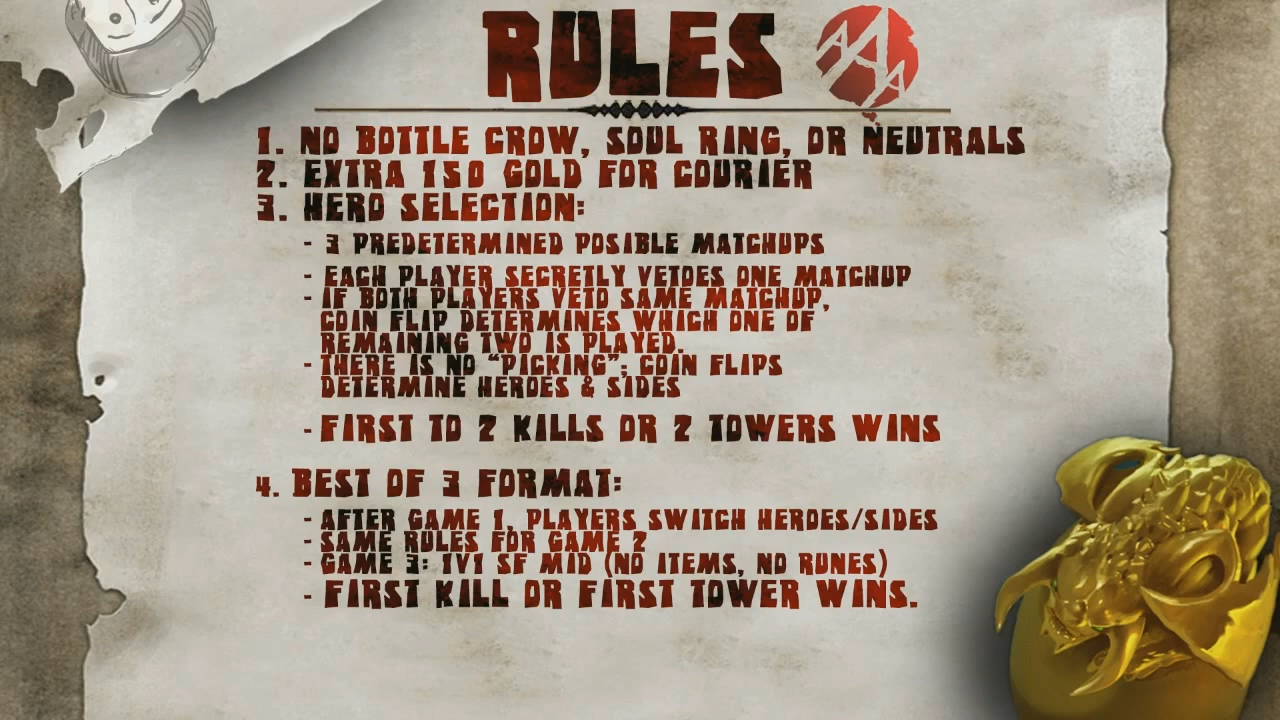 RULES
1. NO BOTTLE CROW, SOUL RING, OR NEUTRALS
2. EXTRA 150 GOLD FOR COURIER
3. HERO SELECTION:
- 3 PREDETERMINED POSIBLE MATCHUPS
- EACH PLAYER SECRETLY VETOES ONE MATCHUP
- IF BOTH PLAYERS VETO SAME MATCHUP,
COIN FLIP DETERMINES WHICH ONE OF
REMAINING TWO IS PLAYED.
- THERE IS NO “PICKING”; COIN FLIPS
DETERMINE HEROES & SIDES
- FIRST TO 2 KILLS OR 2 TOWERS WINS
4. BEST OF 3 FORMAT:
- AFTER GAME 1, PLAYERS SWITCH HEROES/SIDES
- SAME RULES FOR GAME 2
- GAME 3: 1V1 SF MID (NO ITEMS, NO RUNES)
- FIRST KILL OR FIRST TOWER WINS.